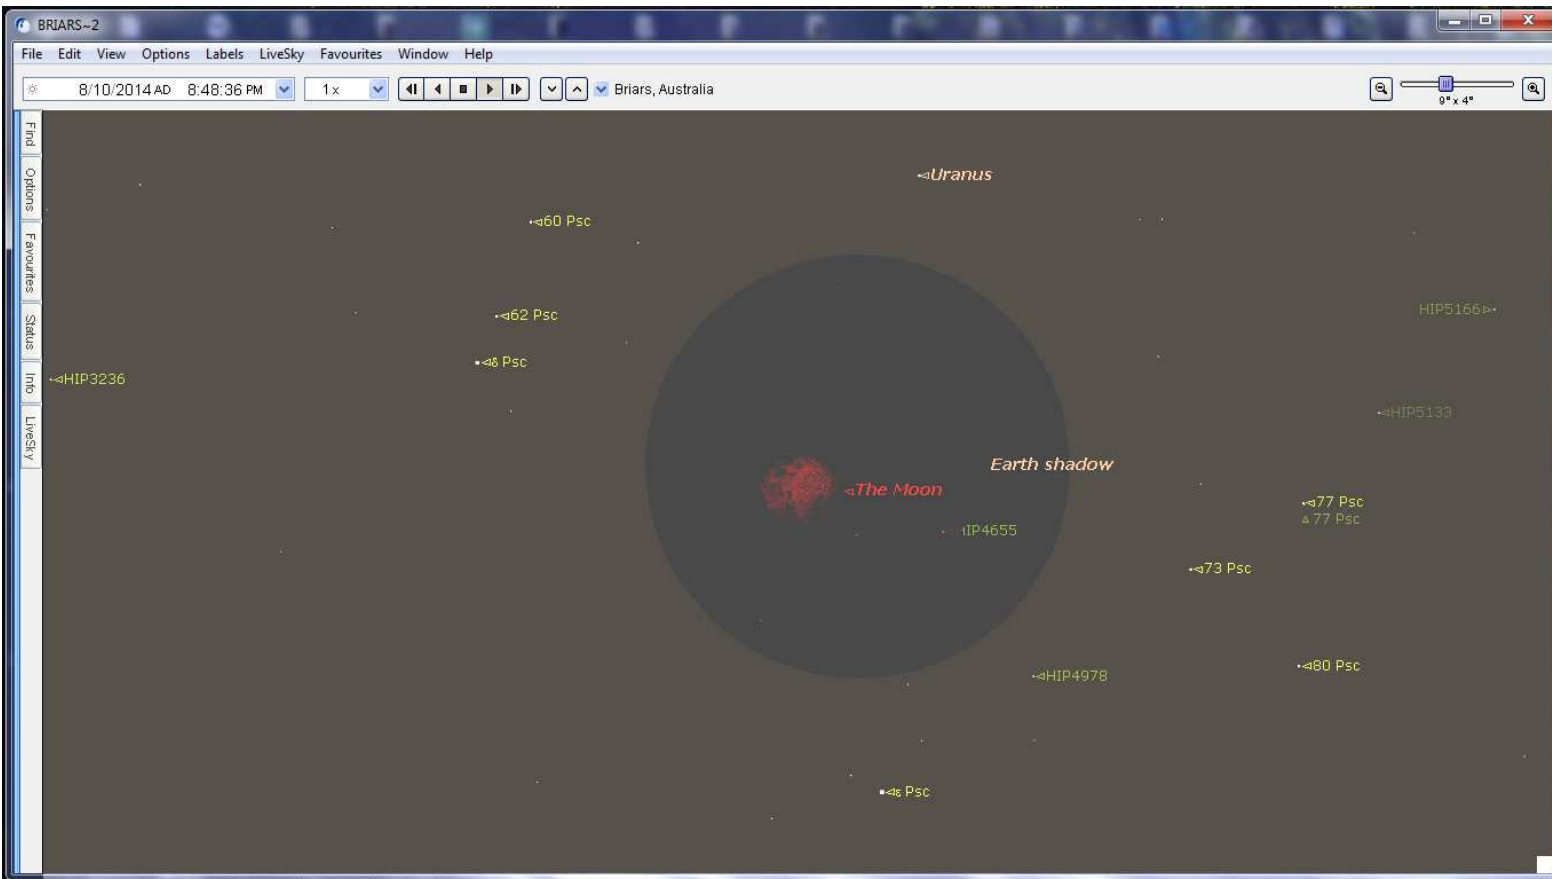 BRIARS~2
File Edit View Options Labels LiveSky Favourites Window Help
8/10/2014 AD 8:48:36 PM 1 x Briars, Australia
9° x 4°
Find
Options
Favourites
Status
Info
LiveSky
Uranus
60 Psc
62 Psc
HIP5166
δ Psc
HIP3236
HIP5133
Earth shadow
The Moon
77 Psc
77 Psc
IP4655
73 Psc
80 Psc
HIP4978
ε Psc